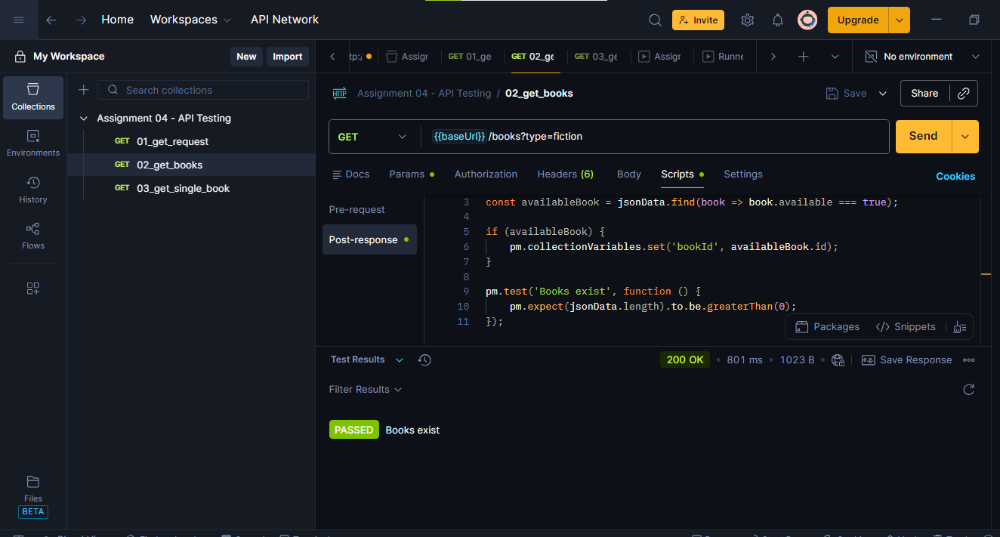 Home Workspaces API Network Invite Upgrade
My Workspace New Import
GET 01_ge GET 02_ge GET 03_ge Assigr Runne No environment
Collections
Environments
History
Flows
Files
BETA
Search collections
Assignment 04 - API Testing
GET 01_get_request
GET 02_get_books
GET 03_get_single_book
HTTP Assignment 04 - API Testing / 02_get_books Save Share
GET {{baseUrl}}/books?type=fiction Send
Docs Params Authorization Headers (6) Body Scripts Settings Cookies
Pre-request
Post-response
3 const availableBook = jsonData.find(book => book.available === true);
4
5 if (availableBook) {
6 pm.collectionVariables.set('bookId', availableBook.id);
7 }
8
9 pm.test('Books exist', function () {
10 pm.expect(jsonData.length).to.be.greaterThan(0);
11 });
Packages Snippets
Test Results 200 OK 801 ms 1023 B e.g. Save Response
Filter Results
PASSED Books exist